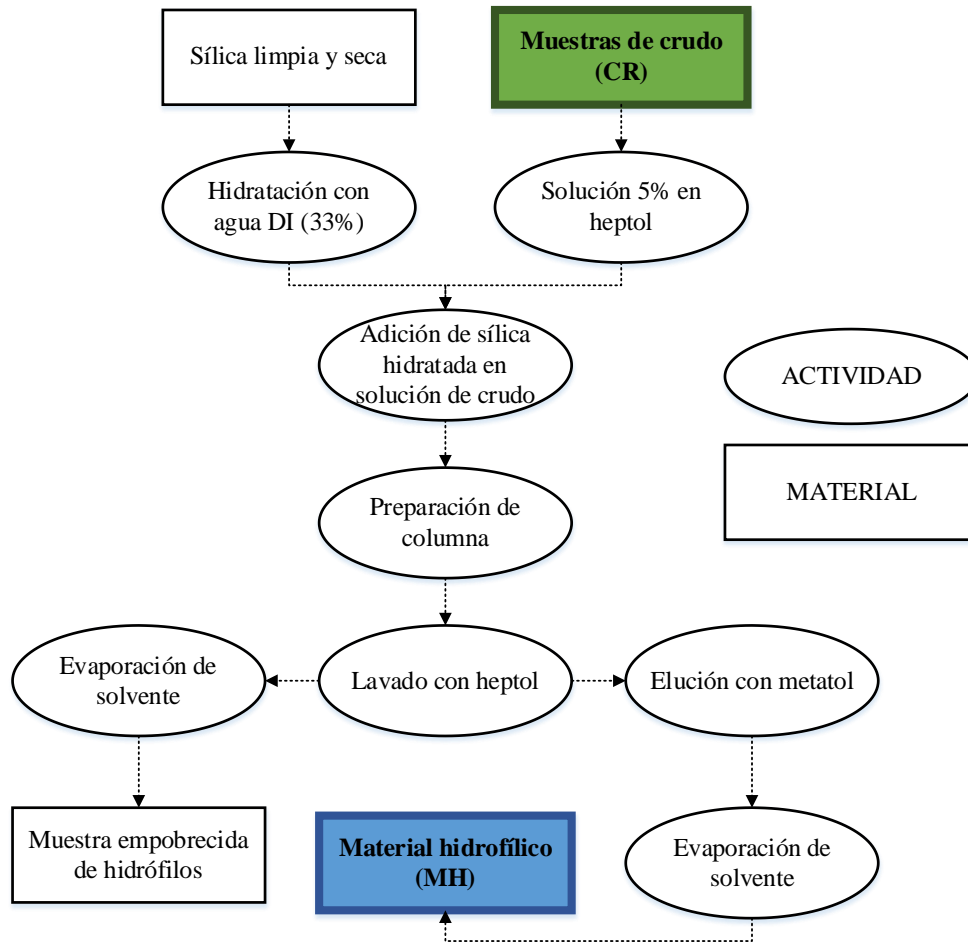 Sílica limpia y seca
Muestras de crudo
(CR)
Hidratación con
agua DI (33%)
Solución 5% en
heptol
Adición de sílica
hidratada en
solución de crudo
ACTIVIDAD
Preparación de
columna
MATERIAL
Evaporación de
solvente
Lavado con heptol
Elución con metatol
Muestra empobrecida
de hidrófilos
Material hidrofílico
(MH)
Evaporación de
solvente